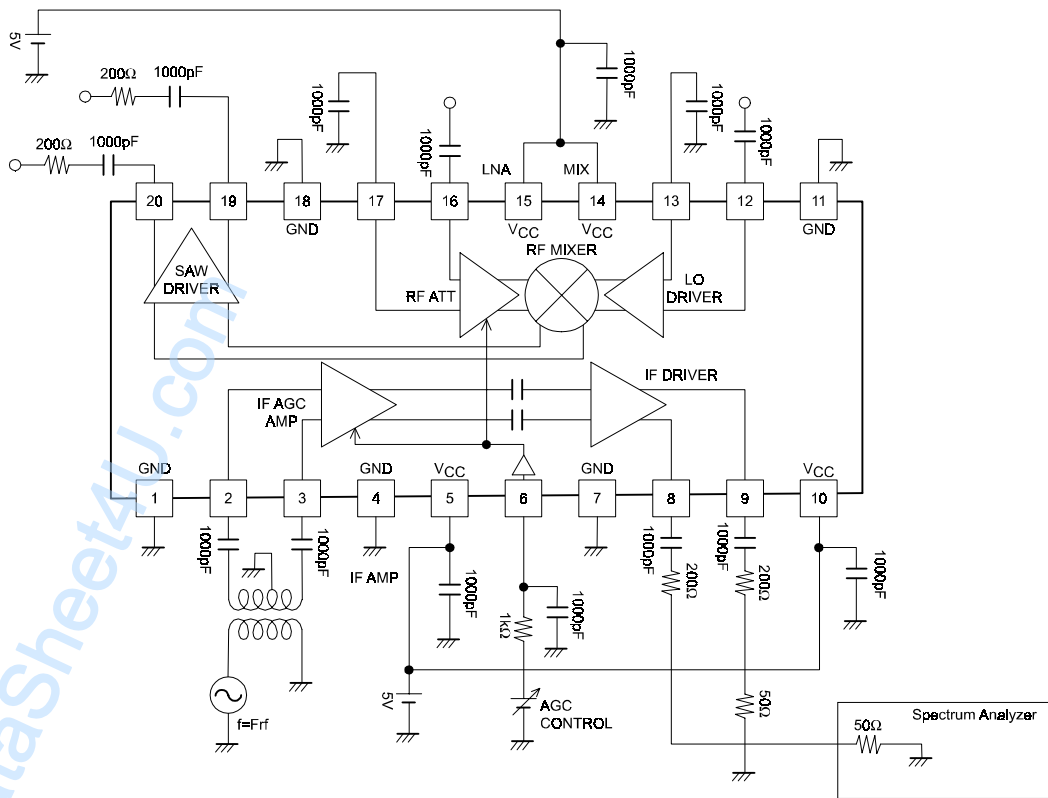 5V
200Ω
1000pF
200Ω
1000pF
1000pF
1000pF
1000pF
1000pF
1000pF
LNA
MIX
20
19
18
17
16
15
14
13
12
11
GND
VCC
VCC
GND
SAW
DRIVER
RF ATT
RF MIXER
LO
DRIVER
IF AGC
AMP
IF DRIVER
GND
GND
VCC
GND
VCC
1
2
3
4
5
6
7
8
9
10
1000pF
1000pF
IF AMP
1000pF
1kΩ
1000pF
1000pF
200Ω
1000pF
200Ω
1000pF
f=Frf
5V
AGC
CONTROL
50Ω
50Ω
Spectrum Analyzer
ataSheet4U.com